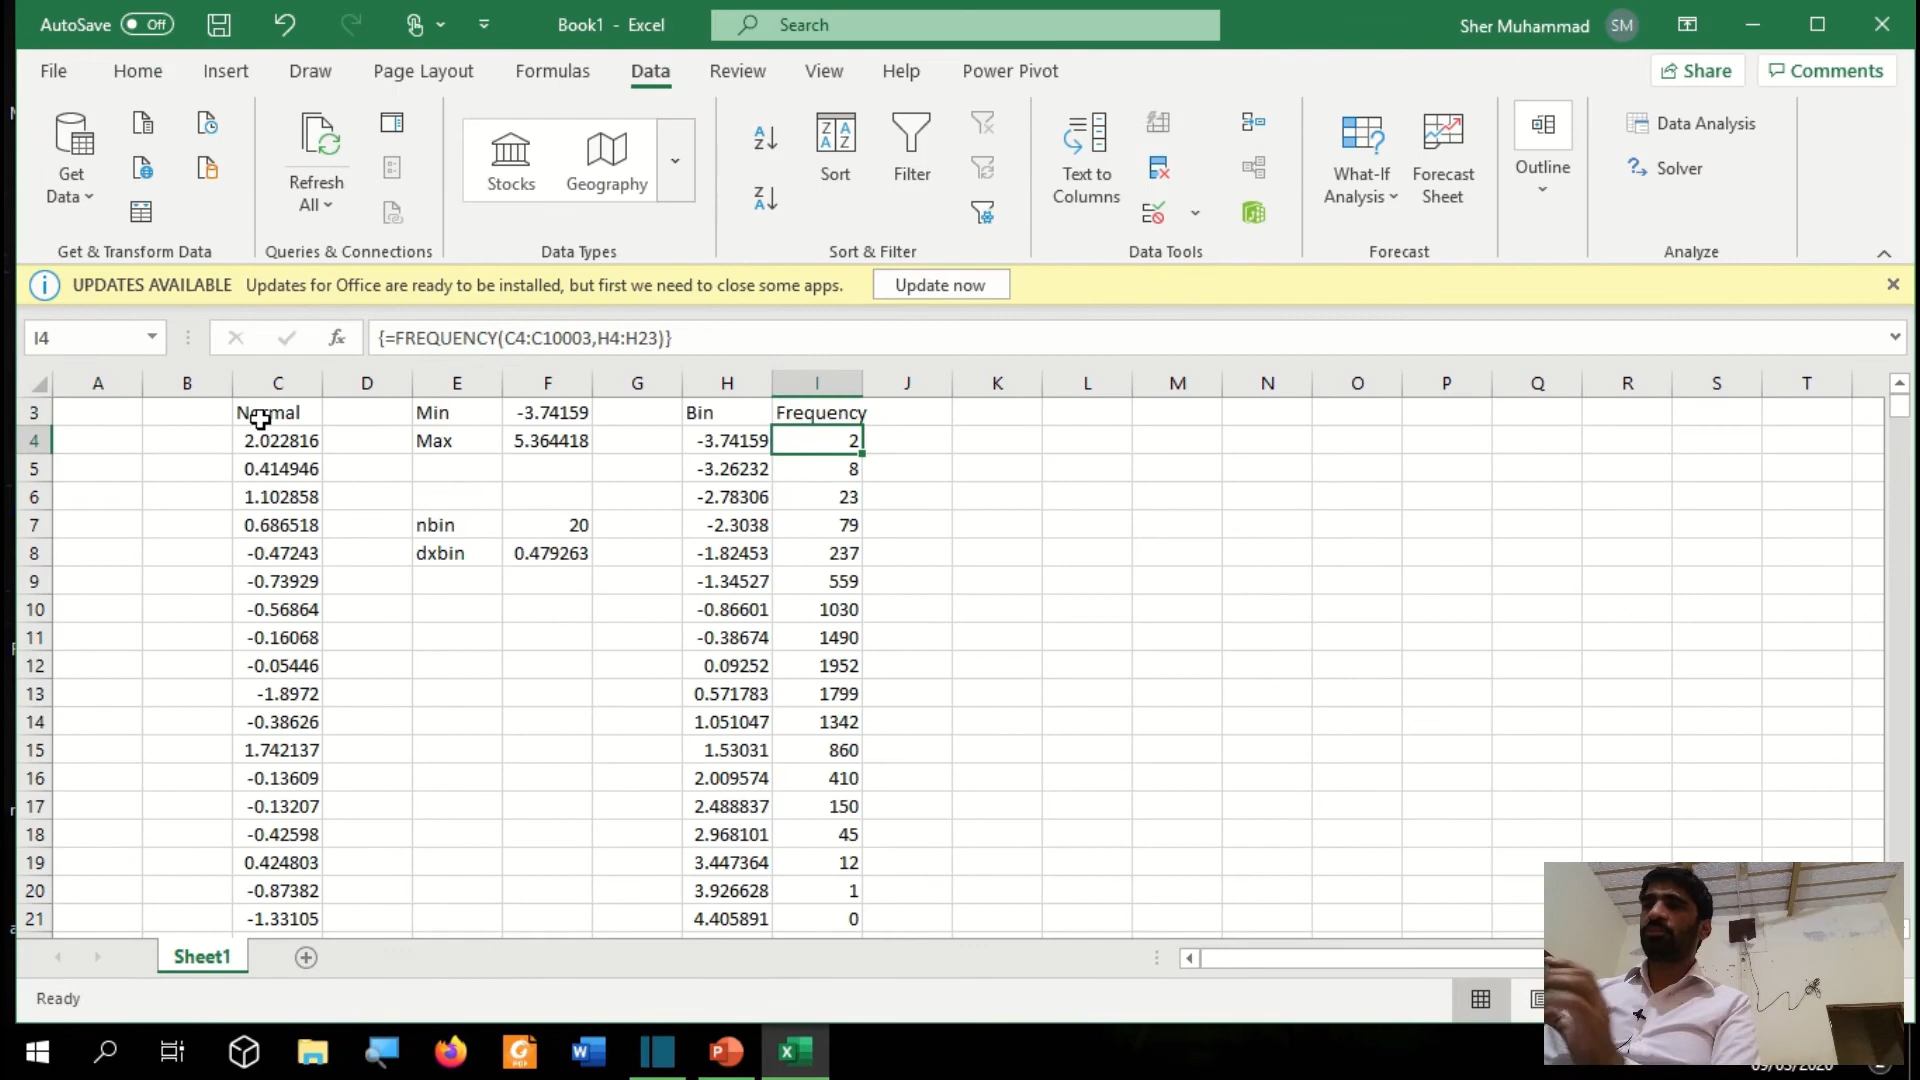 AutoSave Off Book1 - Excel Search Sher Muhammad SM
File Home Insert Draw Page Layout Formulas Data Review View Help Power Pivot Share Comments
Get Data
Refresh All
Stocks
Geography
Sort
Filter
Text to Columns
What-If Analysis
Forecast Sheet
Outline
Data Analysis
Solver
Get & Transform Data Queries & Connections Data Types Sort & Filter Data Tools Forecast Analyze
UPDATES AVAILABLE Updates for Office are ready to be installed, but first we need to close some apps. Update now
I4 fx {=FREQUENCY(C4:C10003,H4:H23)}
A B C D E F G H I J K L M N O P Q R S T
3 Normal Min -3.74159 Bin Frequency
4 2.022816 Max 5.364418 -3.74159 2
5 0.414946 -3.26232 8
6 1.102858 -2.78306 23
7 0.686518 nbin 20 -2.3038 79
8 -0.47243 dxbin 0.479263 -1.82453 237
9 -0.73929 -1.34527 559
10 -0.56864 -0.86601 1030
11 -0.16068 -0.38674 1490
12 -0.05446 0.09252 1952
13 -1.8972 0.571783 1799
14 -0.38626 1.051047 1342
15 1.742137 1.53031 860
16 -0.13609 2.009574 410
17 -0.13207 2.488837 150
18 -0.42598 2.968101 45
19 0.424803 3.447364 12
20 -0.87382 3.926628 1
21 -1.33105 4.405891 0
Sheet1
Ready